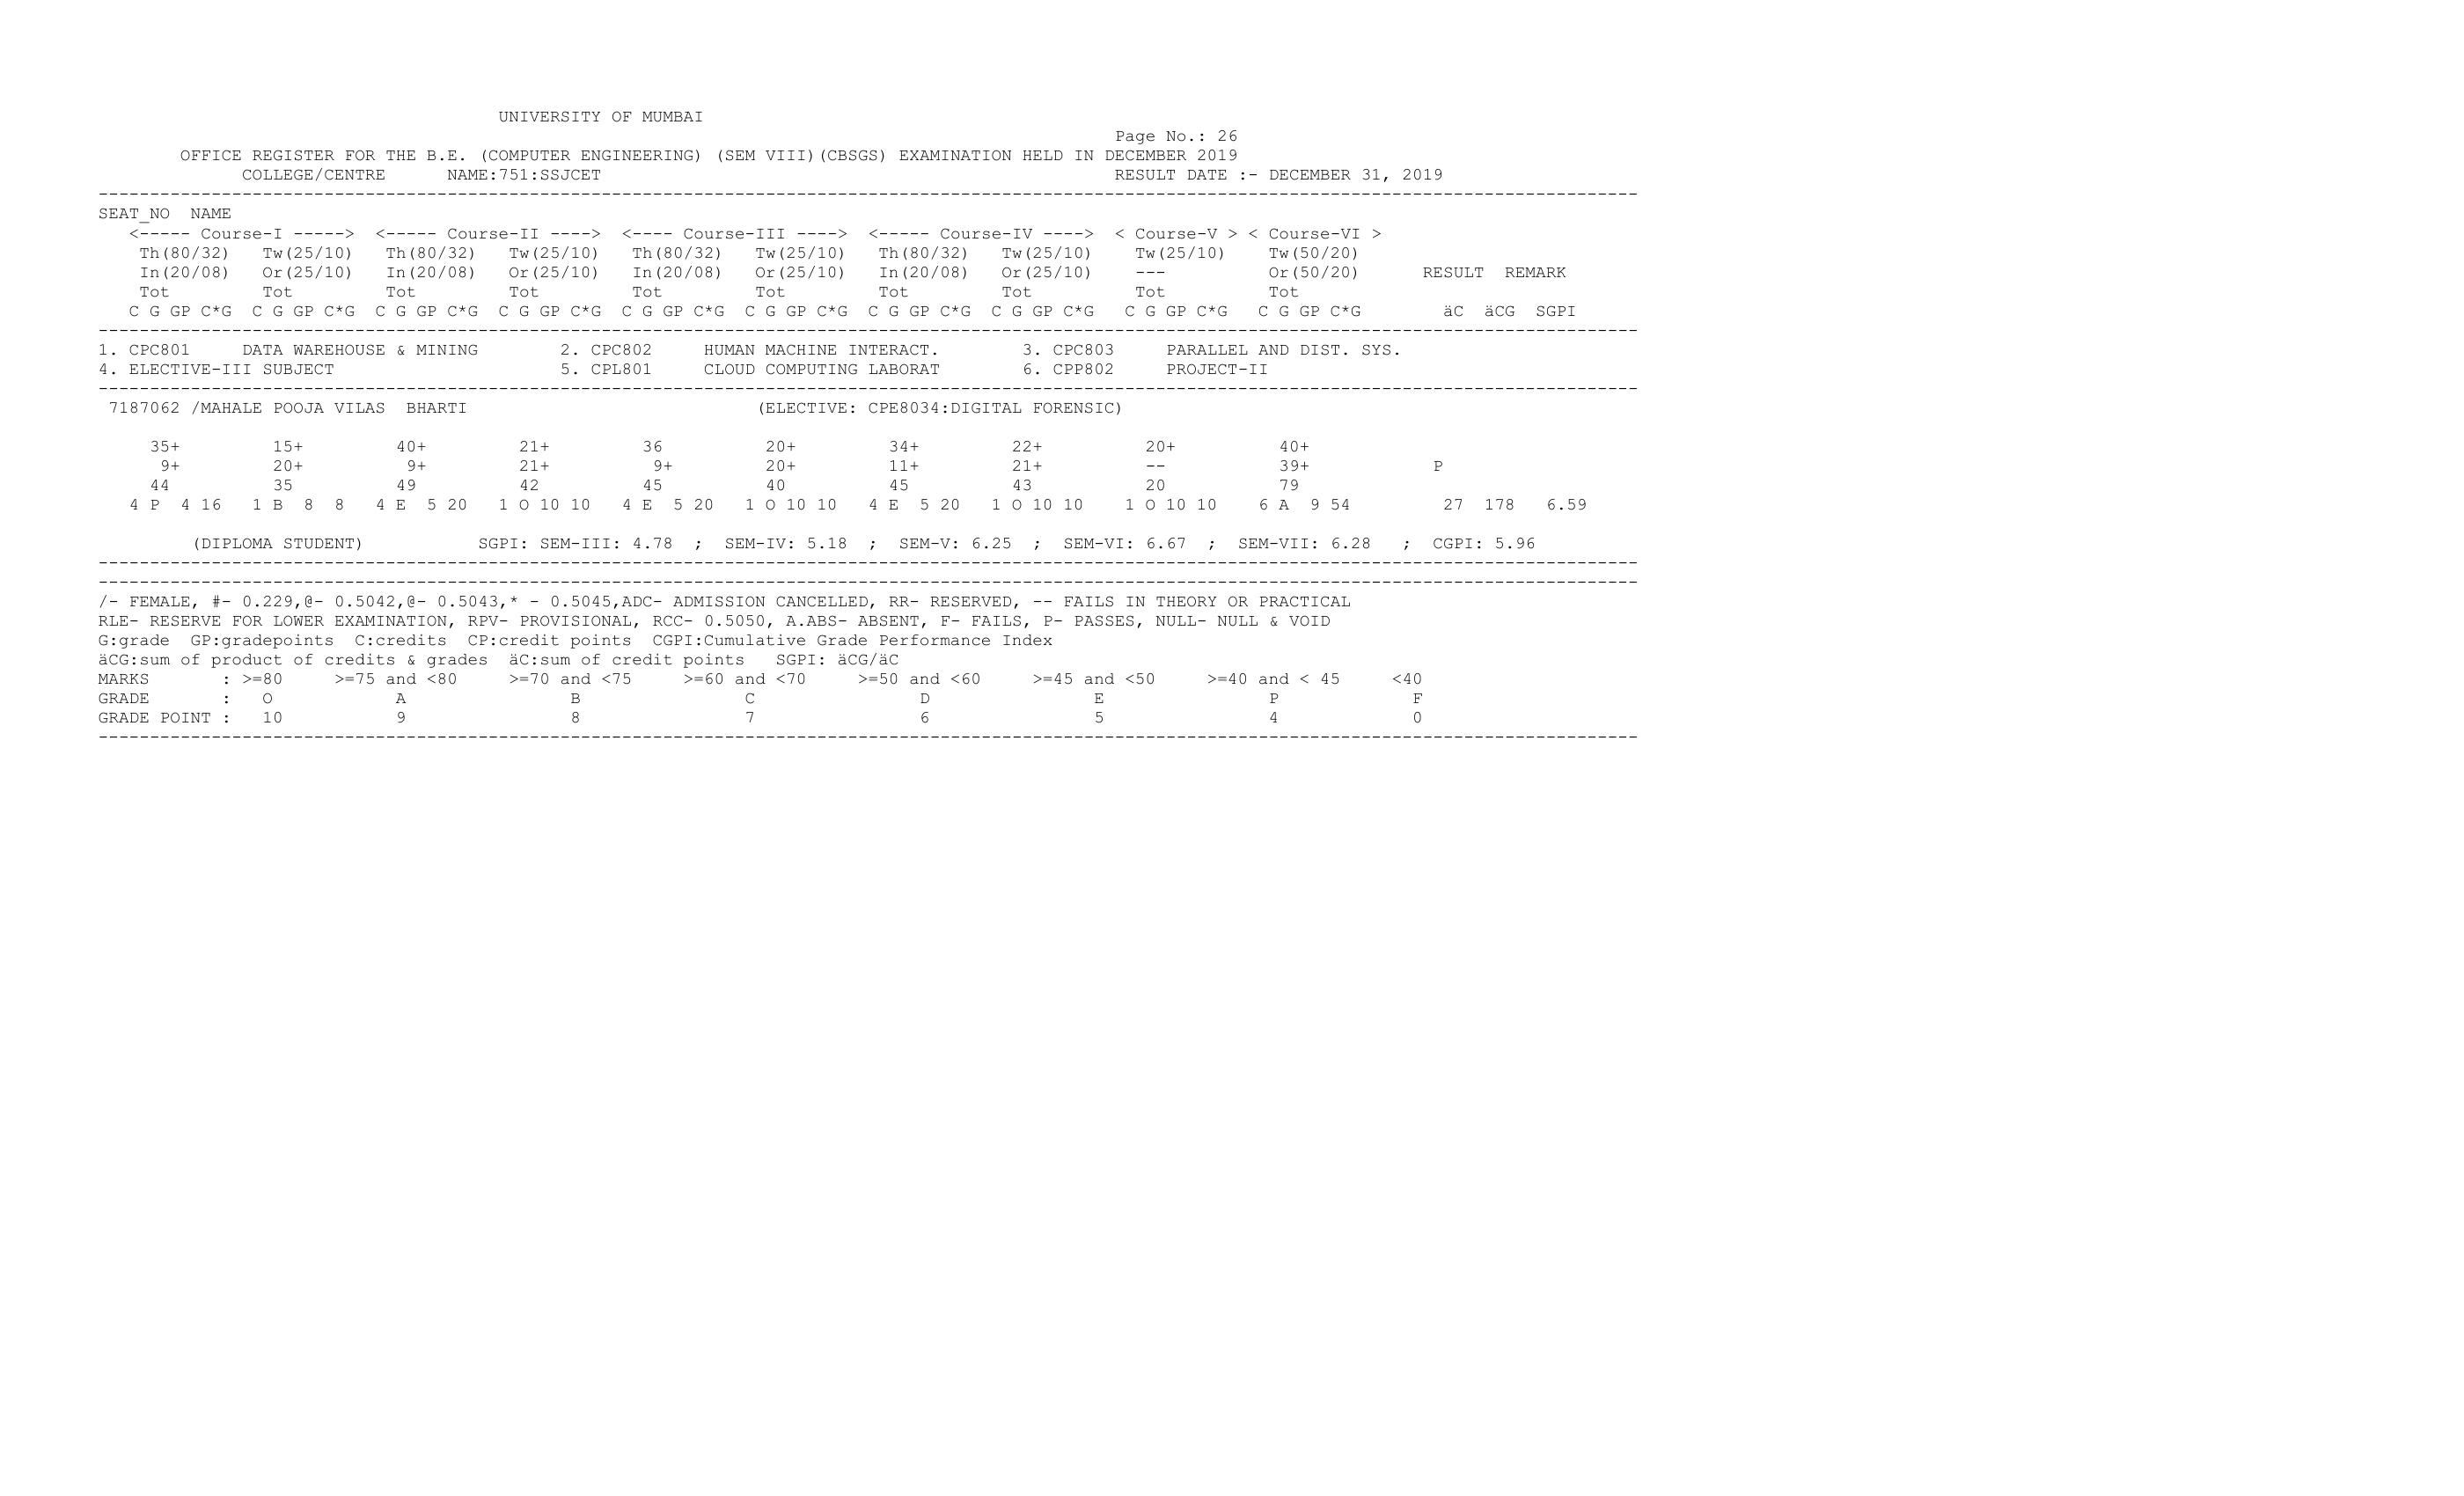 UNIVERSITY OF MUMBAI
Page No.: 26
OFFICE REGISTER FOR THE B.E. (COMPUTER ENGINEERING) (SEM VIII)(CBSGS) EXAMINATION HELD IN DECEMBER 2019
COLLEGE/CENTRE NAME:751:SSJCET RESULT DATE :- DECEMBER 31, 2019
SEAT_NO NAME
<----- Course-I -----> <----- Course-II ----> <---- Course-III ----> <----- Course-IV ----> < Course-V > < Course-VI >
Th(80/32) Tw(25/10) Th(80/32) Tw(25/10) Th(80/32) Tw(25/10) Th(80/32) Tw(25/10) Tw(25/10) Tw(50/20)
In(20/08) Or(25/10) In(20/08) Or(25/10) In(20/08) Or(25/10) In(20/08) Or(25/10) --- Or(50/20) RESULT REMARK
Tot Tot Tot Tot Tot Tot Tot Tot Tot Tot
C G GP C*G C G GP C*G C G GP C*G C G GP C*G C G GP C*G C G GP C*G C G GP C*G C G GP C*G C G GP C*G C G GP C*G äC äCG SGPI
1. CPC801 DATA WAREHOUSE & MINING 2. CPC802 HUMAN MACHINE INTERACT. 3. CPC803 PARALLEL AND DIST. SYS.
4. ELECTIVE-III SUBJECT 5. CPL801 CLOUD COMPUTING LABORAT 6. CPP802 PROJECT-II
7187062 /MAHALE POOJA VILAS BHARTI (ELECTIVE: CPE8034:DIGITAL FORENSIC)
35+ 15+ 40+ 21+ 36 20+ 34+ 22+ 20+ 40+
9+ 20+ 9+ 21+ 9+ 20+ 11+ 21+ -- 39+ P
44 35 49 42 45 40 45 43 20 79
4 P 4 16 1 B 8 8 4 E 5 20 1 O 10 10 4 E 5 20 1 O 10 10 4 E 5 20 1 O 10 10 1 O 10 10 6 A 9 54 27 178 6.59
(DIPLOMA STUDENT) SGPI: SEM-III: 4.78 ; SEM-IV: 5.18 ; SEM-V: 6.25 ; SEM-VI: 6.67 ; SEM-VII: 6.28 ; CGPI: 5.96
/- FEMALE, #- 0.229,@- 0.5042,@- 0.5043,* - 0.5045,ADC- ADMISSION CANCELLED, RR- RESERVED, -- FAILS IN THEORY OR PRACTICAL
RLE- RESERVE FOR LOWER EXAMINATION, RPV- PROVISIONAL, RCC- 0.5050, A.ABS- ABSENT, F- FAILS, P- PASSES, NULL- NULL & VOID
G:grade GP:gradepoints C:credits CP:credit points CGPI:Cumulative Grade Performance Index
äCG:sum of product of credits & grades äC:sum of credit points SGPI: äCG/äC
MARKS : >=80 >=75 and <80 >=70 and <75 >=60 and <70 >=50 and <60 >=45 and <50 >=40 and < 45 <40
GRADE : O A B C D E P F
GRADE POINT : 10 9 8 7 6 5 4 0